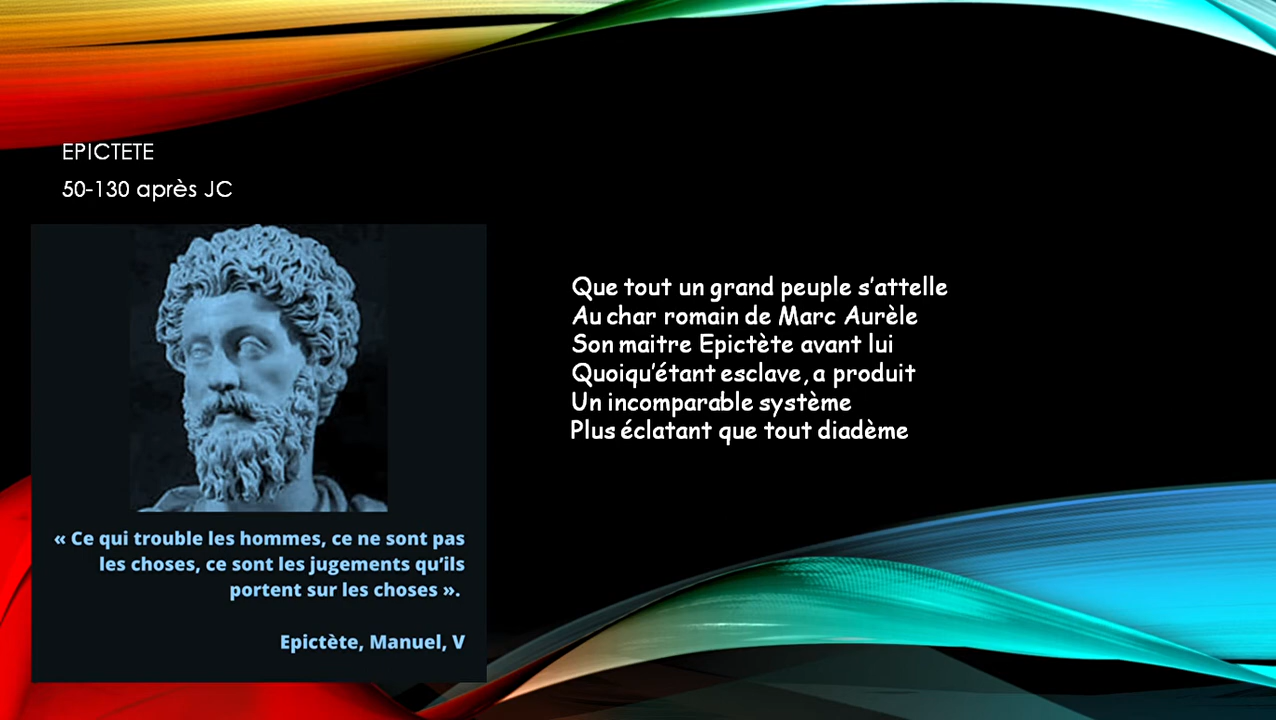 EPICTETE
50-130 après JC
Que tout un grand peuple s’attelle
Au char romain de Marc Aurèle
Son maitre Epictète avant lui
Quoiqu’étant esclave, a produit
Un incomparable système
Plus éclatant que tout diadème
« Ce qui trouble les hommes, ce ne sont pas
les choses, ce sont les jugements qu’ils
portent sur les choses ».
Epictète, Manuel, V